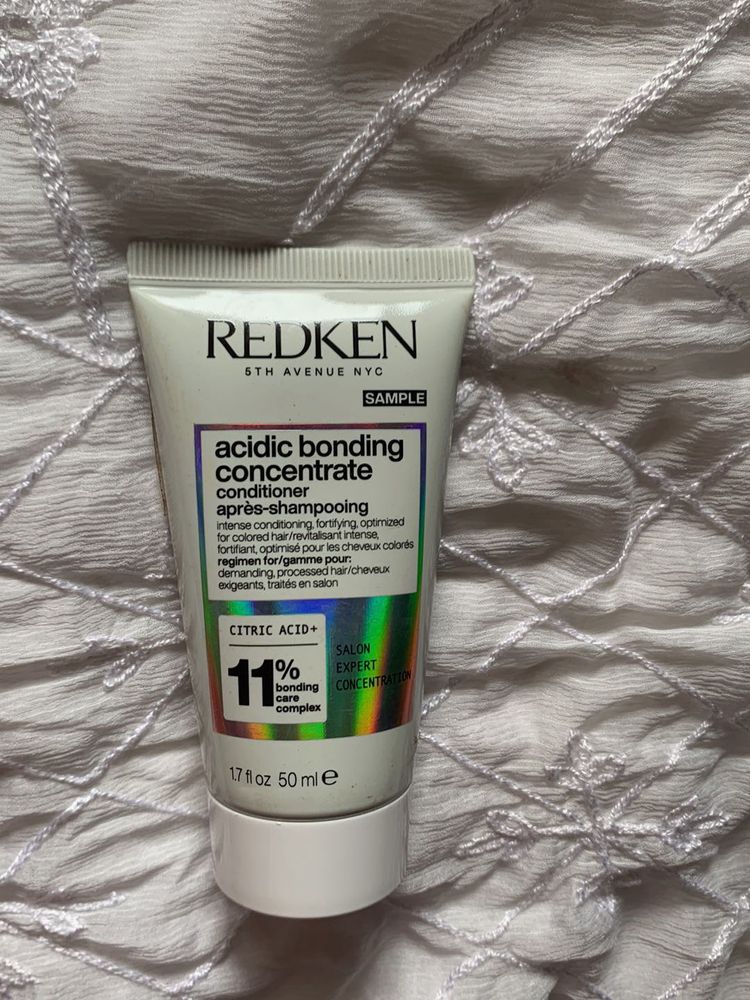 REDKEN
5TH AVENUE NYC
SAMPLE
acidic bonding
concentrate
conditioner
après-shampooing
intense conditioning, fortifying, optimized
for colored hair/revitalisant intense,
fortifiant, optimisé pour les cheveux colorés
regimen for/gamme pour:
demanding, processed hair/cheveux
exigeants, traités en salon
CITRIC ACID+
11%
bonding
care
complex
SALON
EXPERT
CONCENTRATION
1.7 fl oz 50 ml ℮